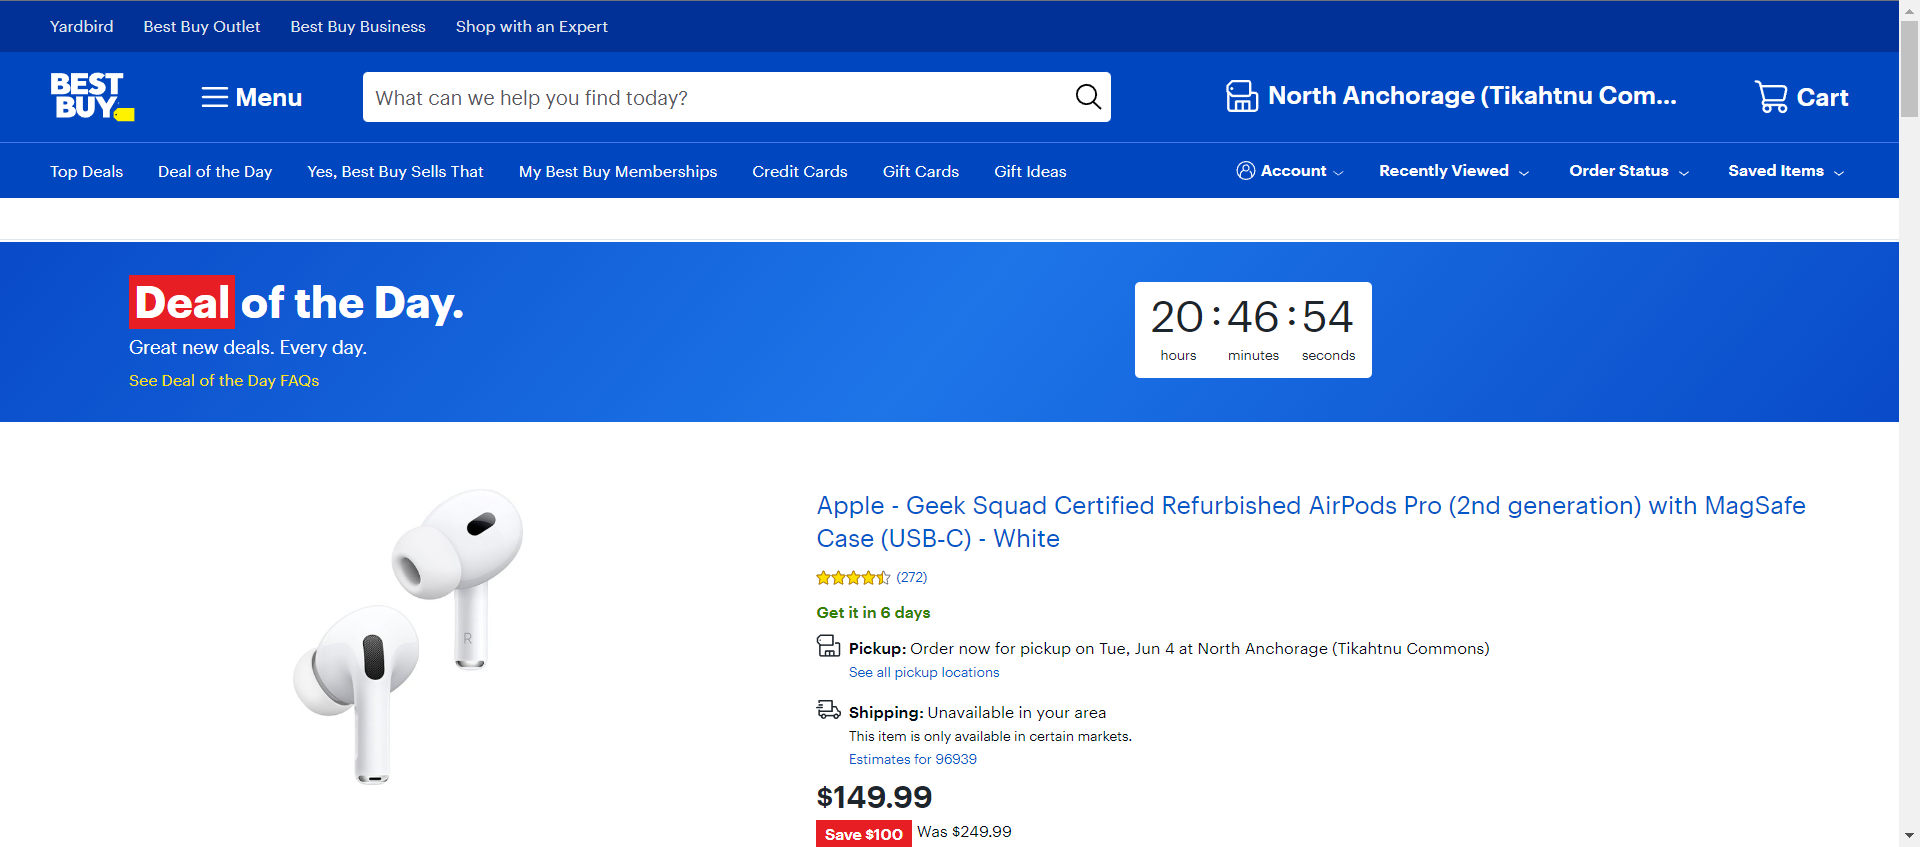 Yardbird Best Buy Outlet Best Buy Business Shop with an Expert
BEST BUY
Menu
What can we help you find today?
North Anchorage (Tikahtnu Com...
Cart
Top Deals Deal of the Day Yes, Best Buy Sells That My Best Buy Memberships Credit Cards Gift Cards Gift Ideas Account Recently Viewed Order Status Saved Items
Deal of the Day.
Great new deals. Every day.
See Deal of the Day FAQs
20 : 46 : 54
hours minutes seconds
Apple - Geek Squad Certified Refurbished AirPods Pro (2nd generation) with MagSafe
Case (USB-C) - White
(272)
Get it in 6 days
Pickup: Order now for pickup on Tue, Jun 4 at North Anchorage (Tikahtnu Commons)
See all pickup locations
Shipping: Unavailable in your area
This item is only available in certain markets.
Estimates for 96939
$149.99
Save $100 Was $249.99
R